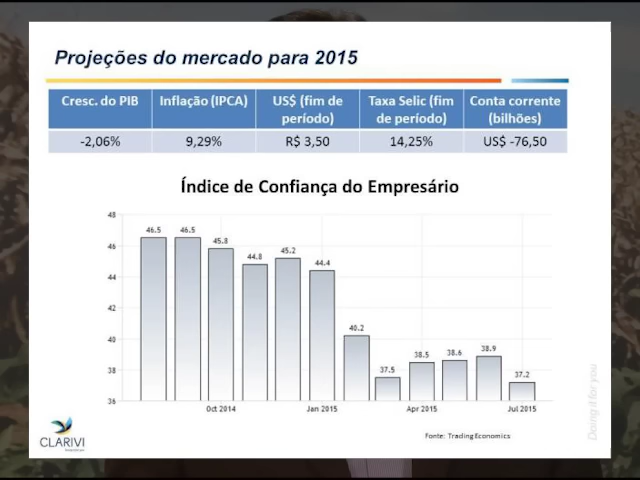 Projeções do mercado para 2015
Cresc. do PIB Inflação (IPCA) US$ (fim de período) Taxa Selic (fim de período) Conta corrente (bilhões)
-2,06% 9,29% R$ 3,50 14,25% US$ -76,50
Índice de Confiança do Empresário
48
46
44
42
40
38
36
46.5 46.5 45.8 44.8 45.2 44.4 40.2 37.5 38.5 38.6 38.9 37.2
Oct 2014 Jan 2015 Apr 2015 Jul 2015
Fonte: Trading Economics
CLARIVI
Doing it for you